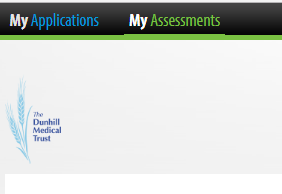 My Applications My Assessments
The
Dunhill
Medical
Trust